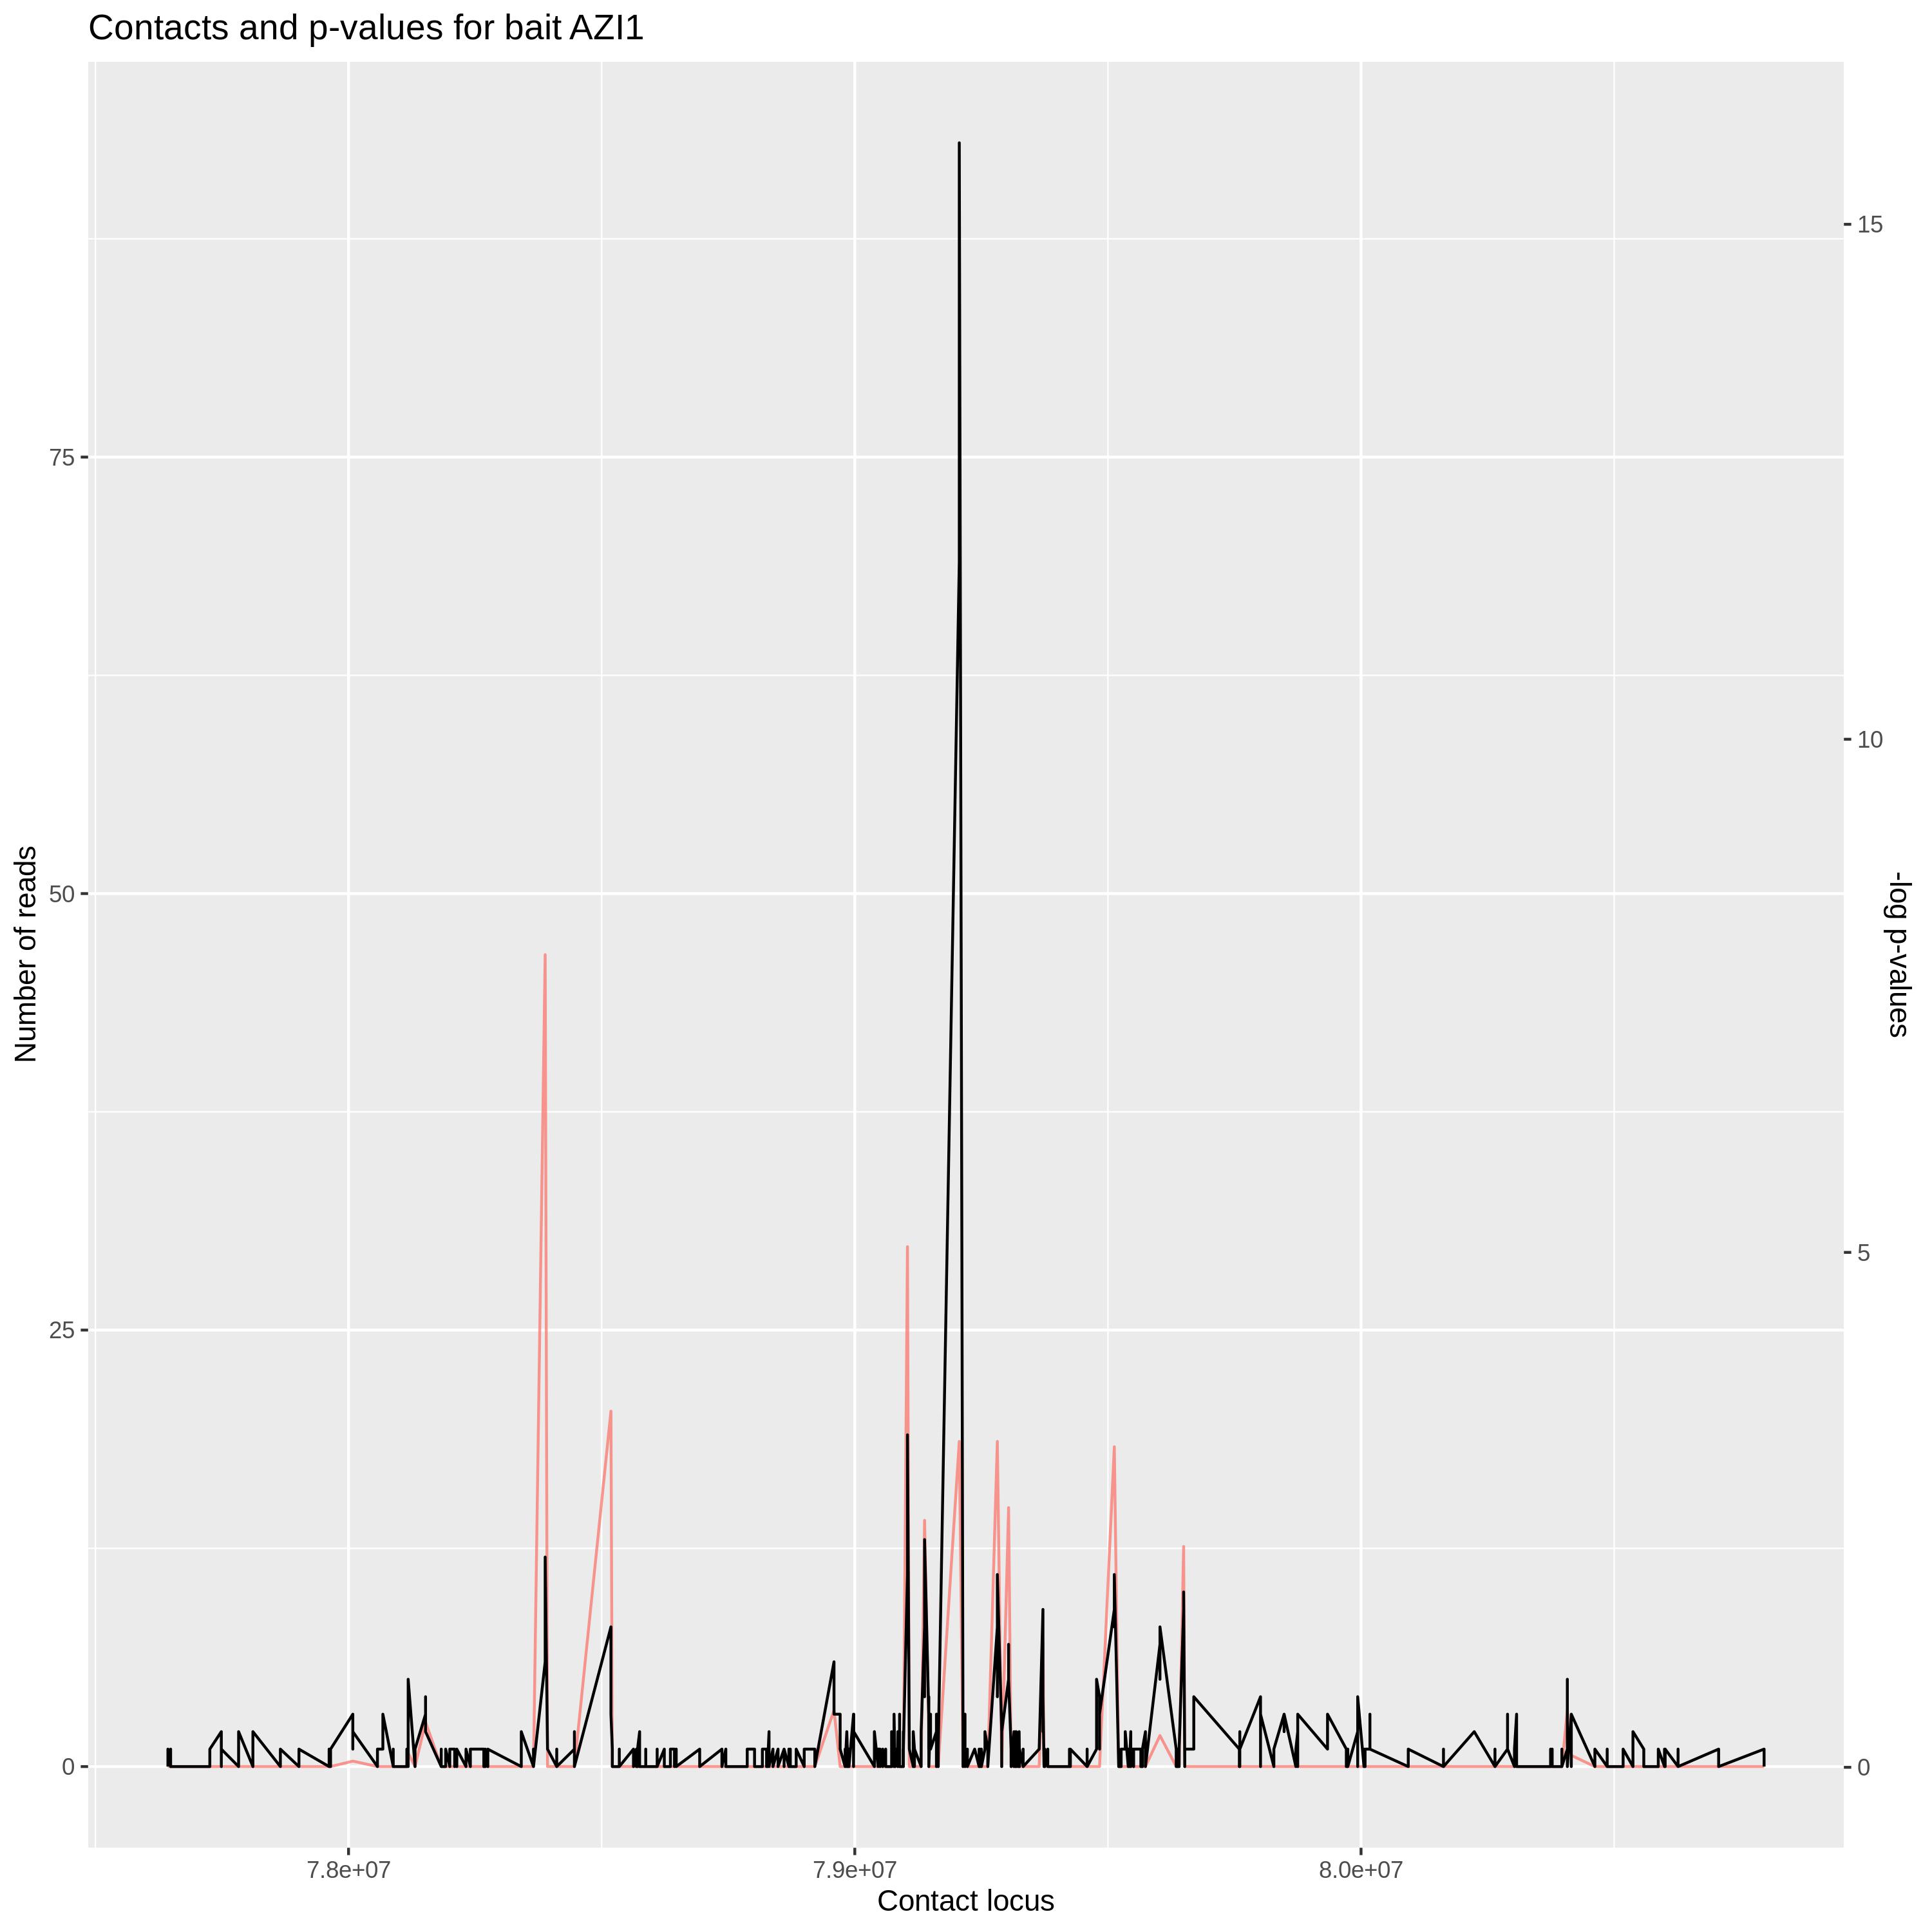 Contacts and p-values for bait AZI1
Number of reads
75
50
25
0
15
10
5
0
-log p-values
7.8e+07
7.9e+07
8.0e+07
Contact locus